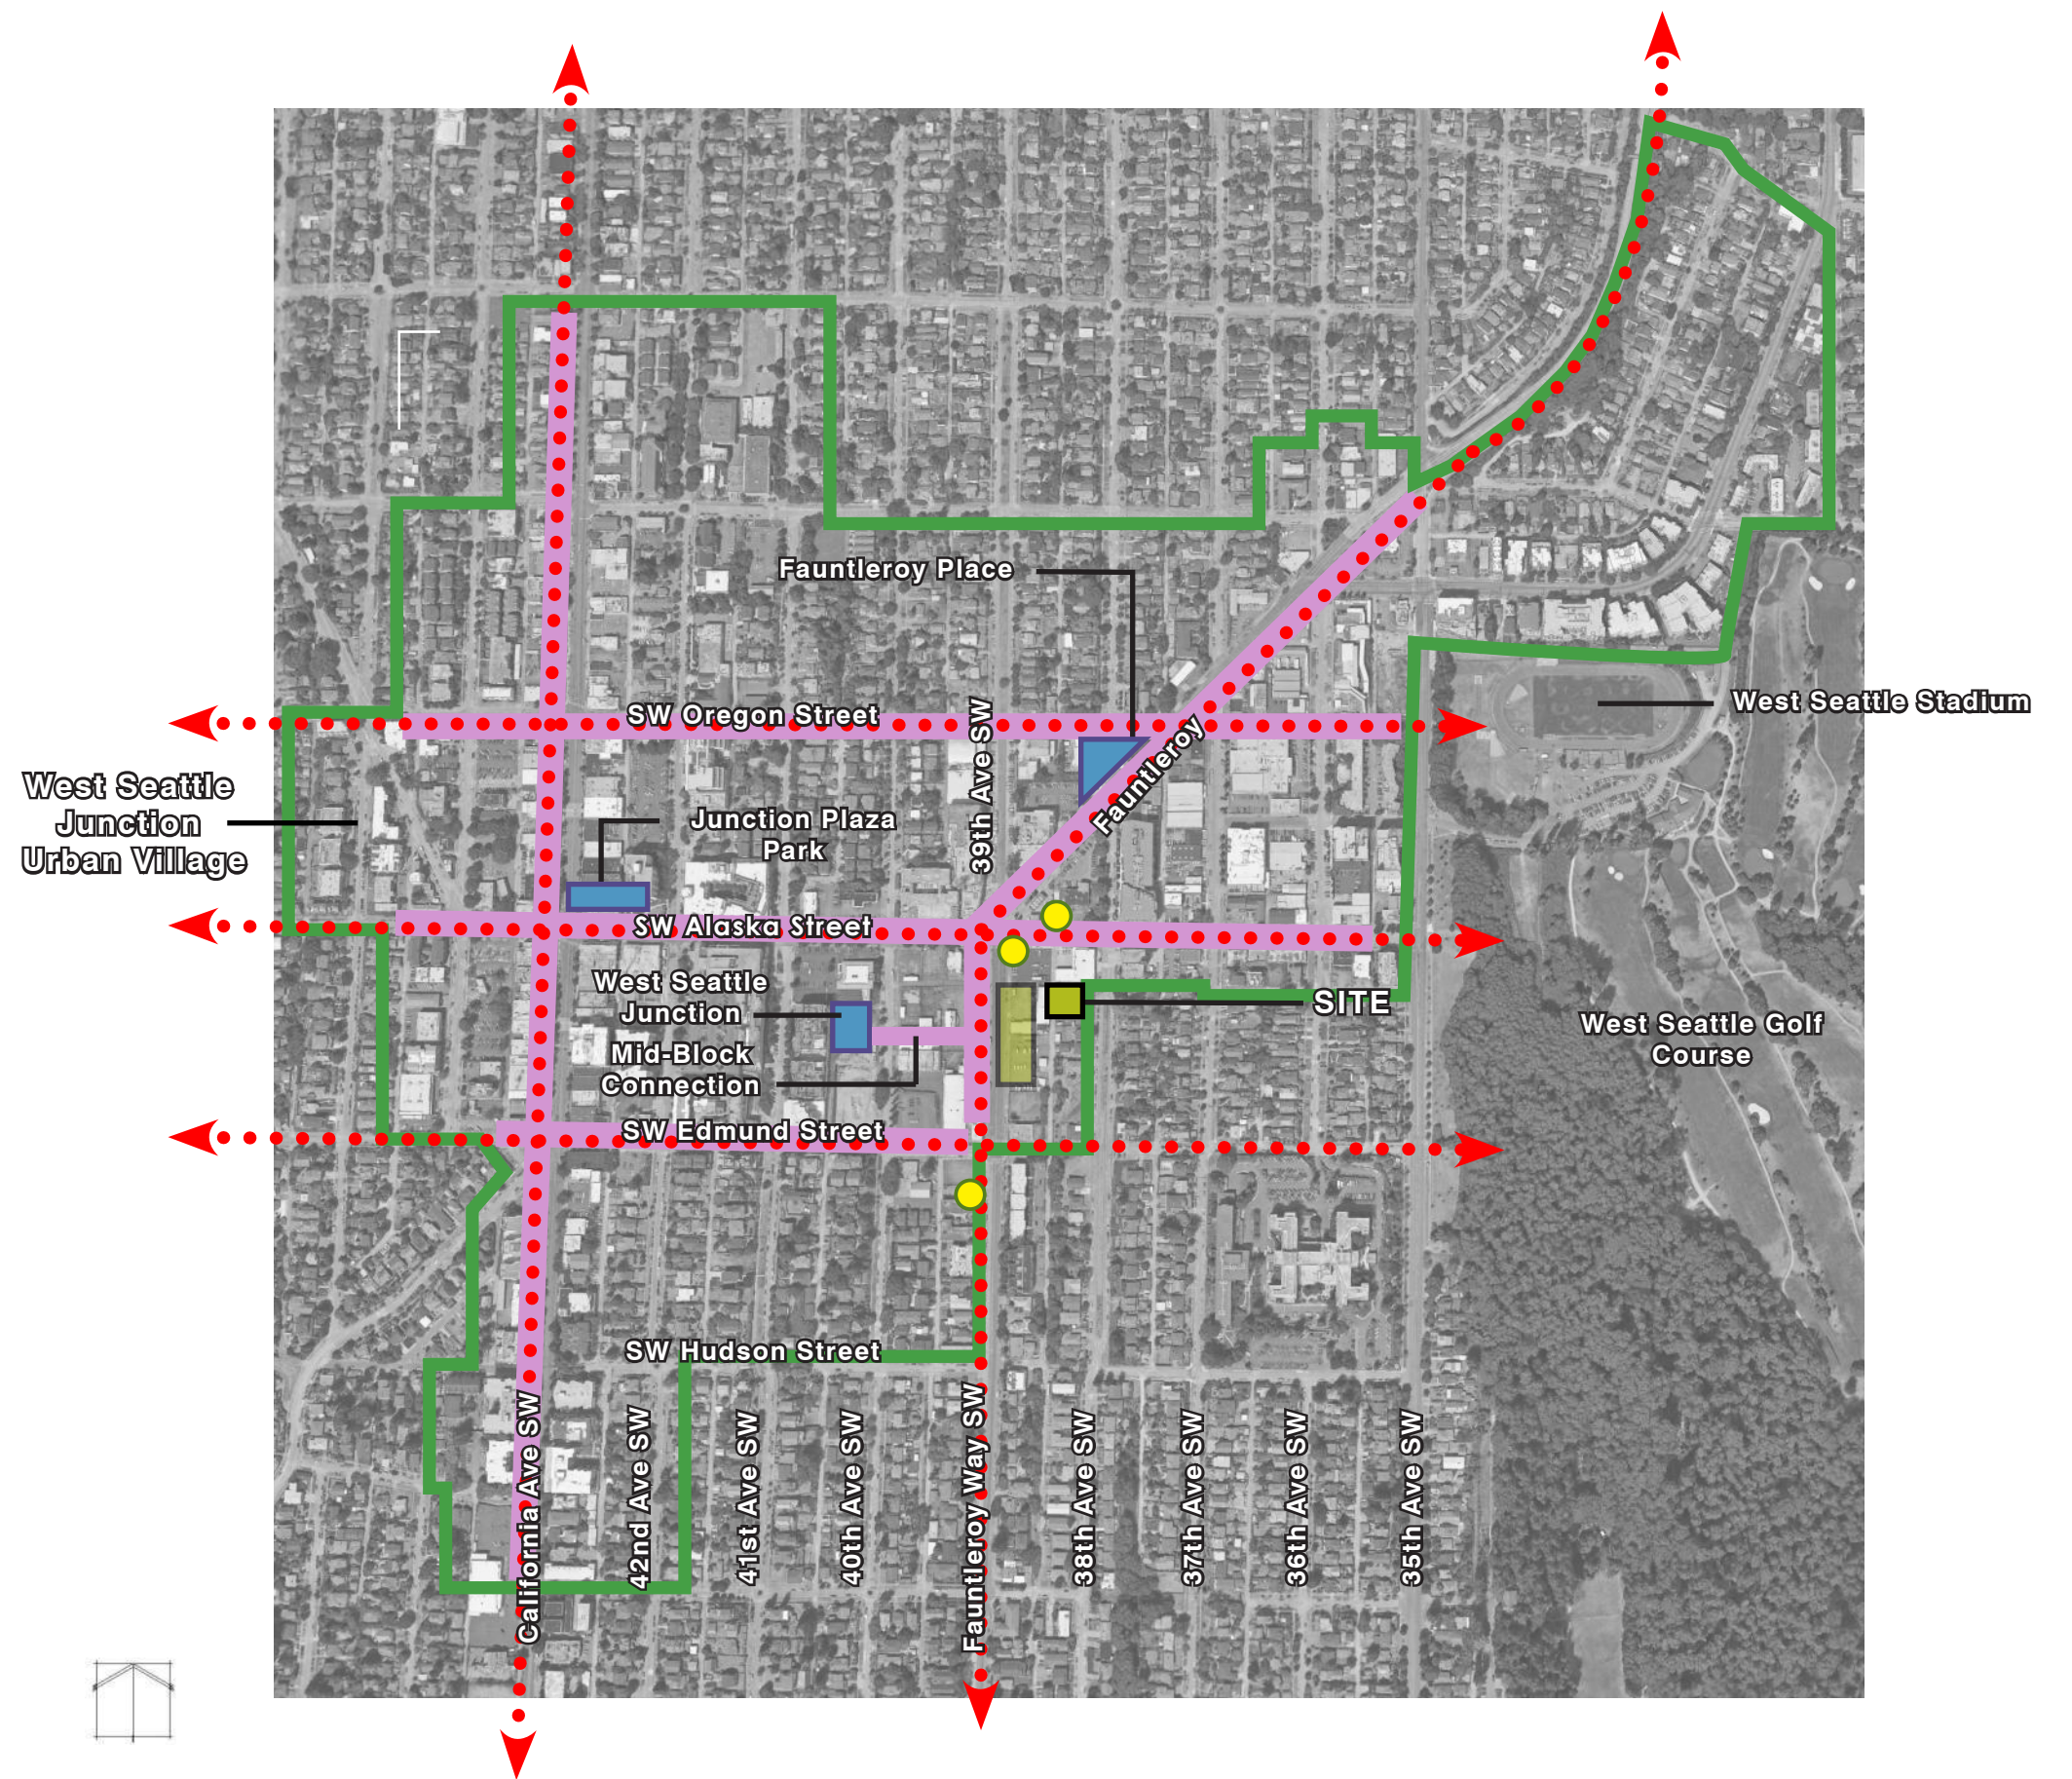 Fauntleroy Place
West Seattle Stadium
SW Oregon Street
39th Ave SW
Fauntleroy
West Seattle
Junction
Urban Village
Junction Plaza
Park
SW Alaska Street
West Seattle
Junction
SITE
West Seattle Golf
Course
Mid-Block
Connection
SW Edmund Street
SW Hudson Street
California Ave SW
42nd Ave SW
41st Ave SW
40th Ave SW
Fauntleroy Way SW
38th Ave SW
37th Ave SW
36th Ave SW
35th Ave SW